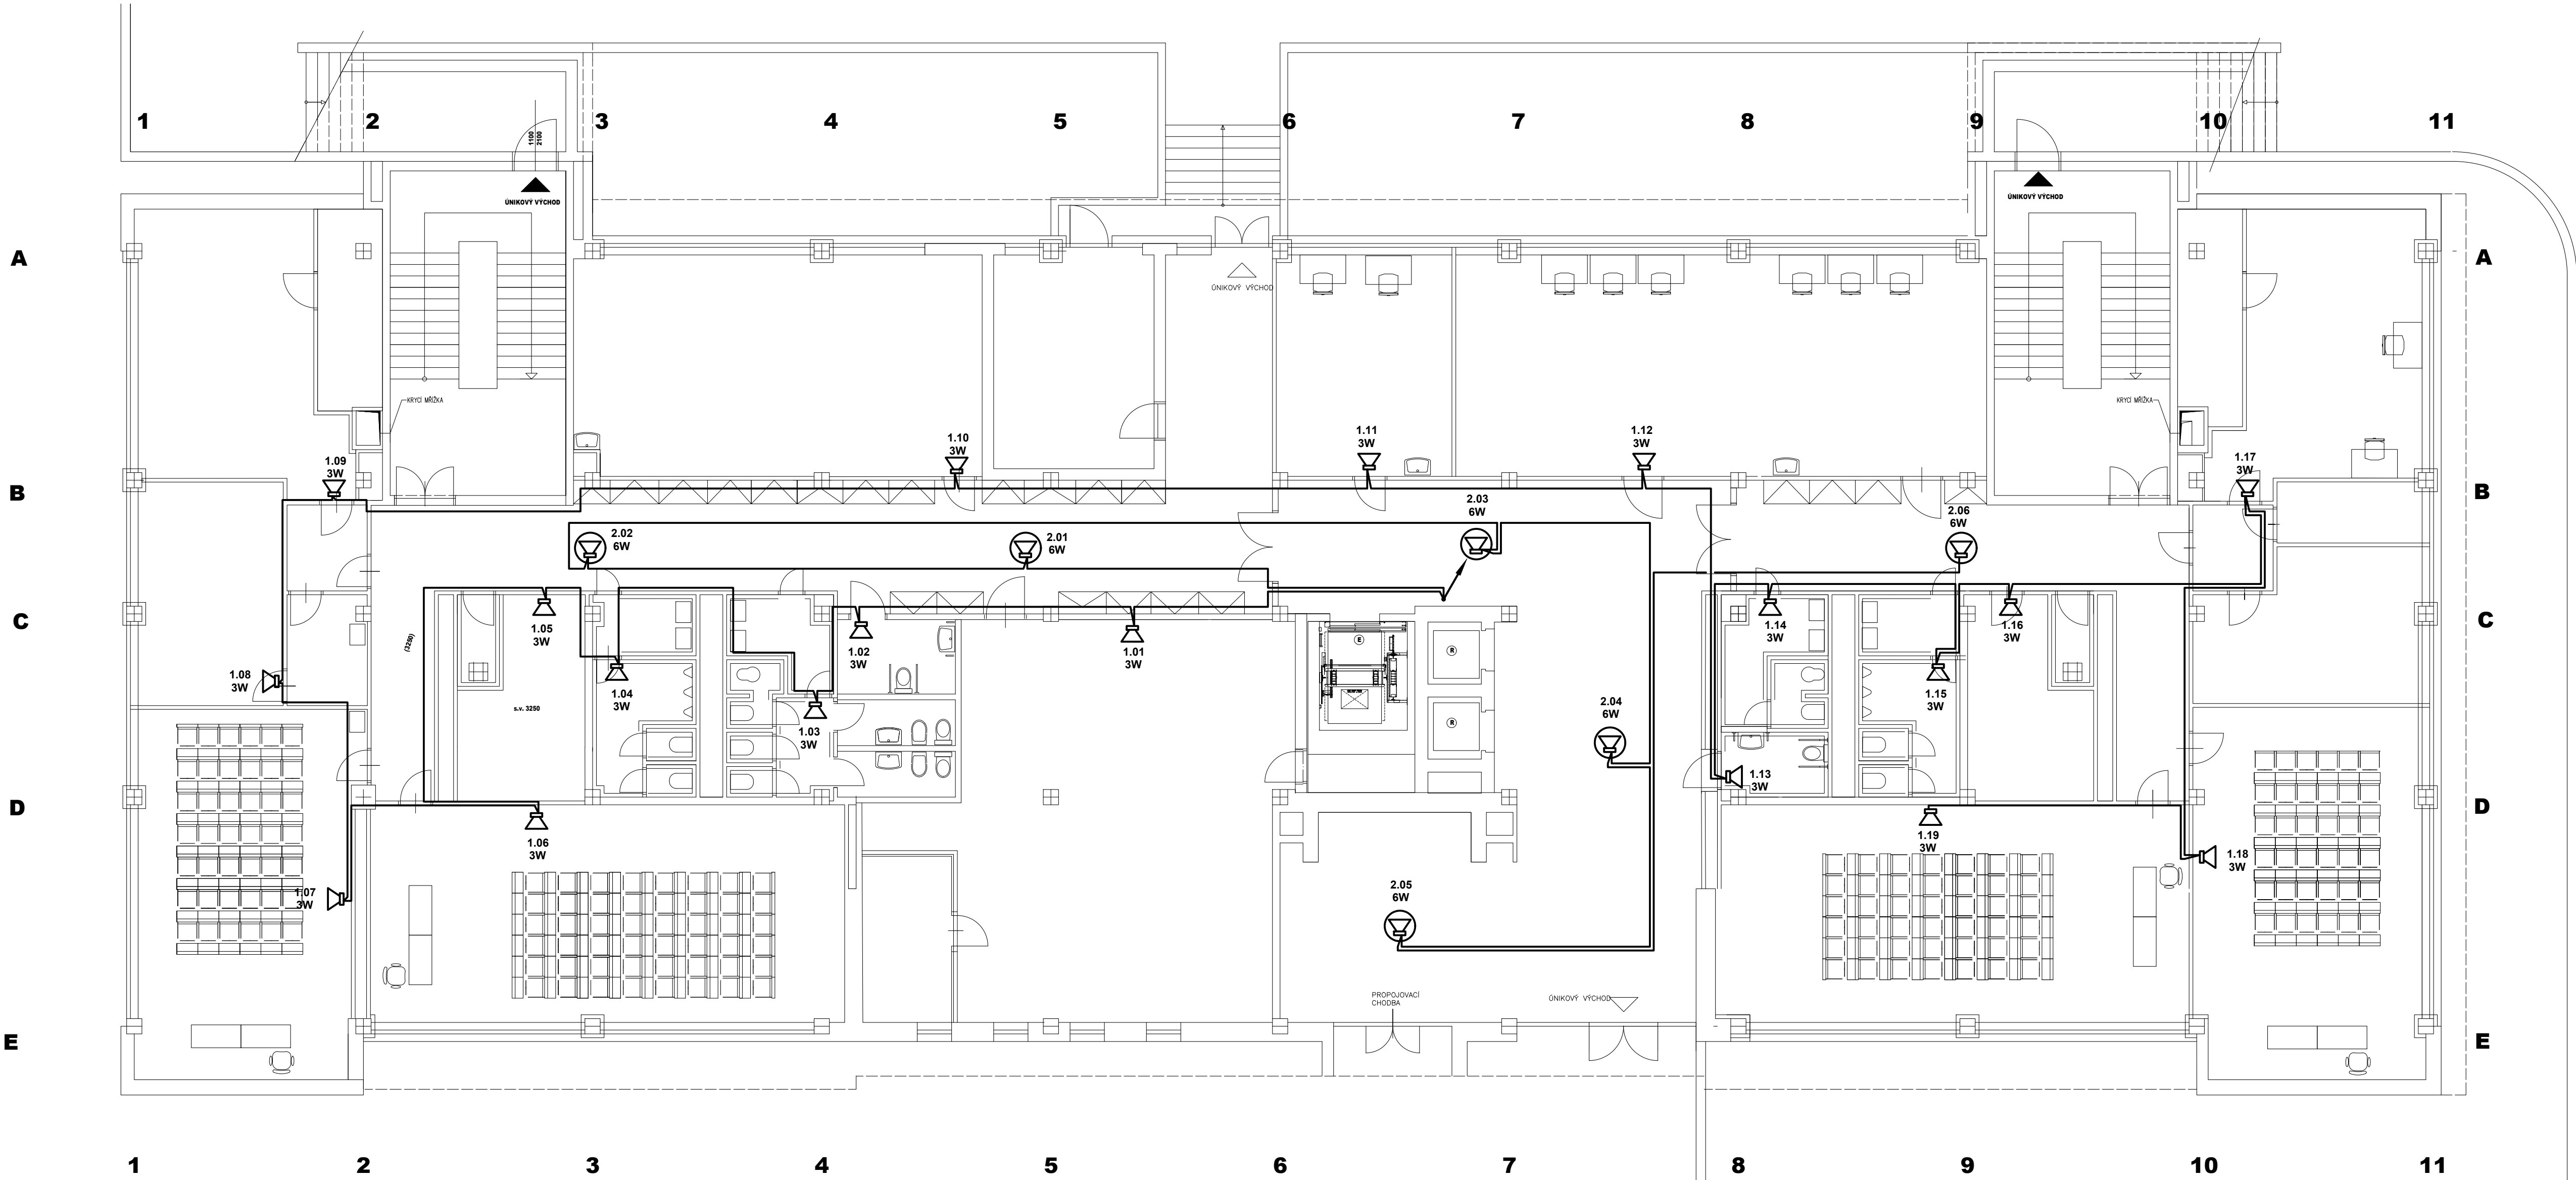 1 2 3 4 5 6 7 8 9 10 11
1100
2100
ÚNIKOVÝ VÝCHOD
ÚNIKOVÝ VÝCHOD
A
A
ÚNIKOVÝ VÝCHOD
KRYCÍ MŘÍŽKA
KRYCÍ MŘÍŽKA
1.09
3W
1.10
3W
1.11
3W
1.12
3W
1.17
3W
B
B
2.02
6W
2.01
6W
2.03
6W
2.06
6W
C
C
(3250)
1.05
3W
1.02
3W
1.01
3W
E
R
1.14
3W
1.16
3W
1.08
3W
1.04
3W
s.v. 3250
1.03
3W
R
2.04
6W
1.15
3W
1.13
3W
D
D
1.06
3W
1.07
3W
2.05
6W
1.19
3W
1.18
3W
PROPOJOVACÍ
CHODBA
ÚNIKOVÝ VÝCHOD
E
E
1 2 3 4 5 6 7 8 9 10 11